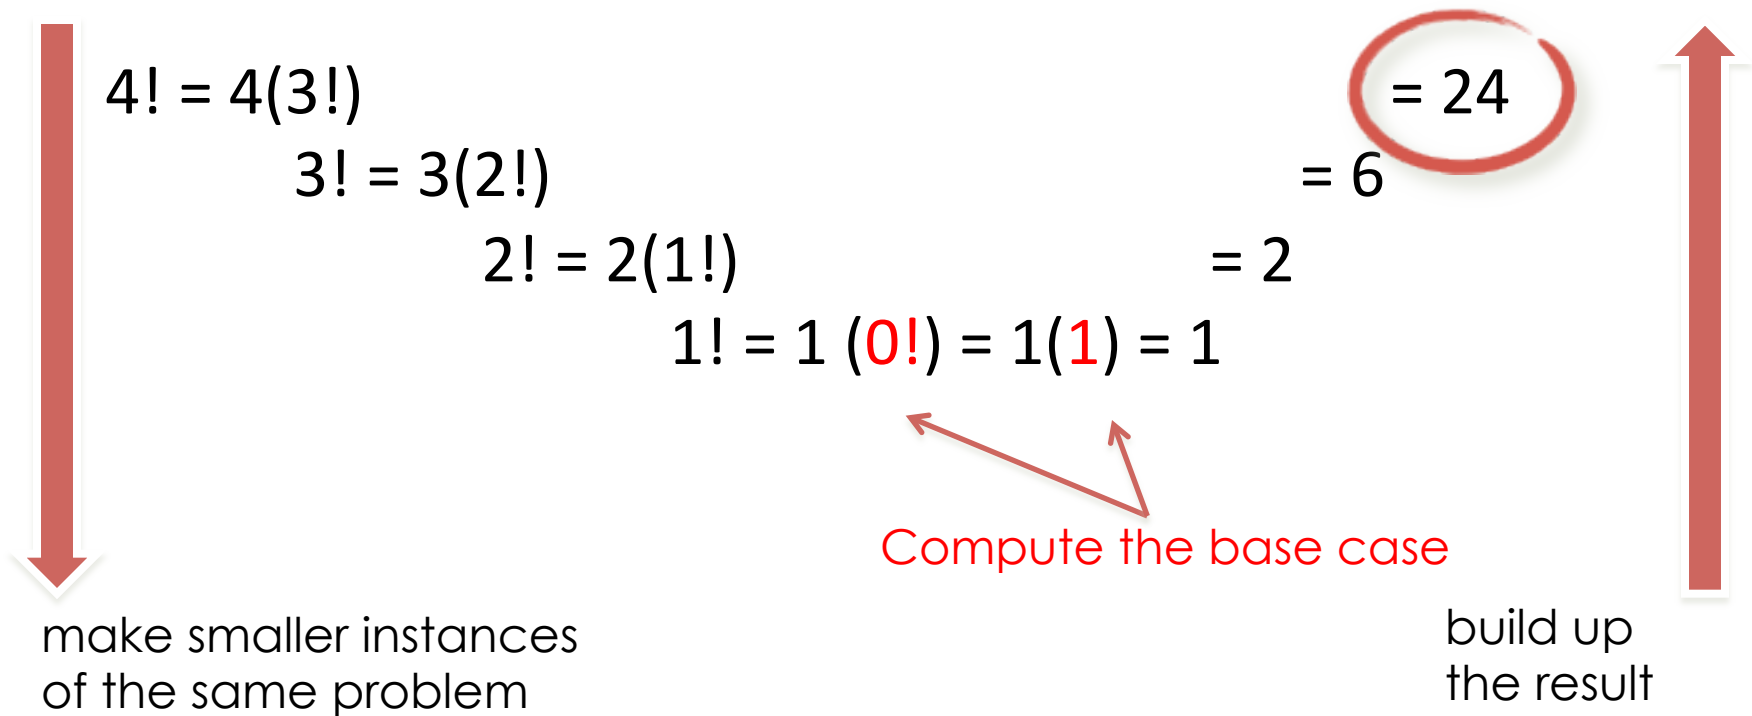 4! = 4(3!) = 24
3! = 3(2!) = 6
2! = 2(1!) = 2
1! = 1 (0!) = 1(1) = 1
Compute the base case
make smaller instances
of the same problem
build up
the result